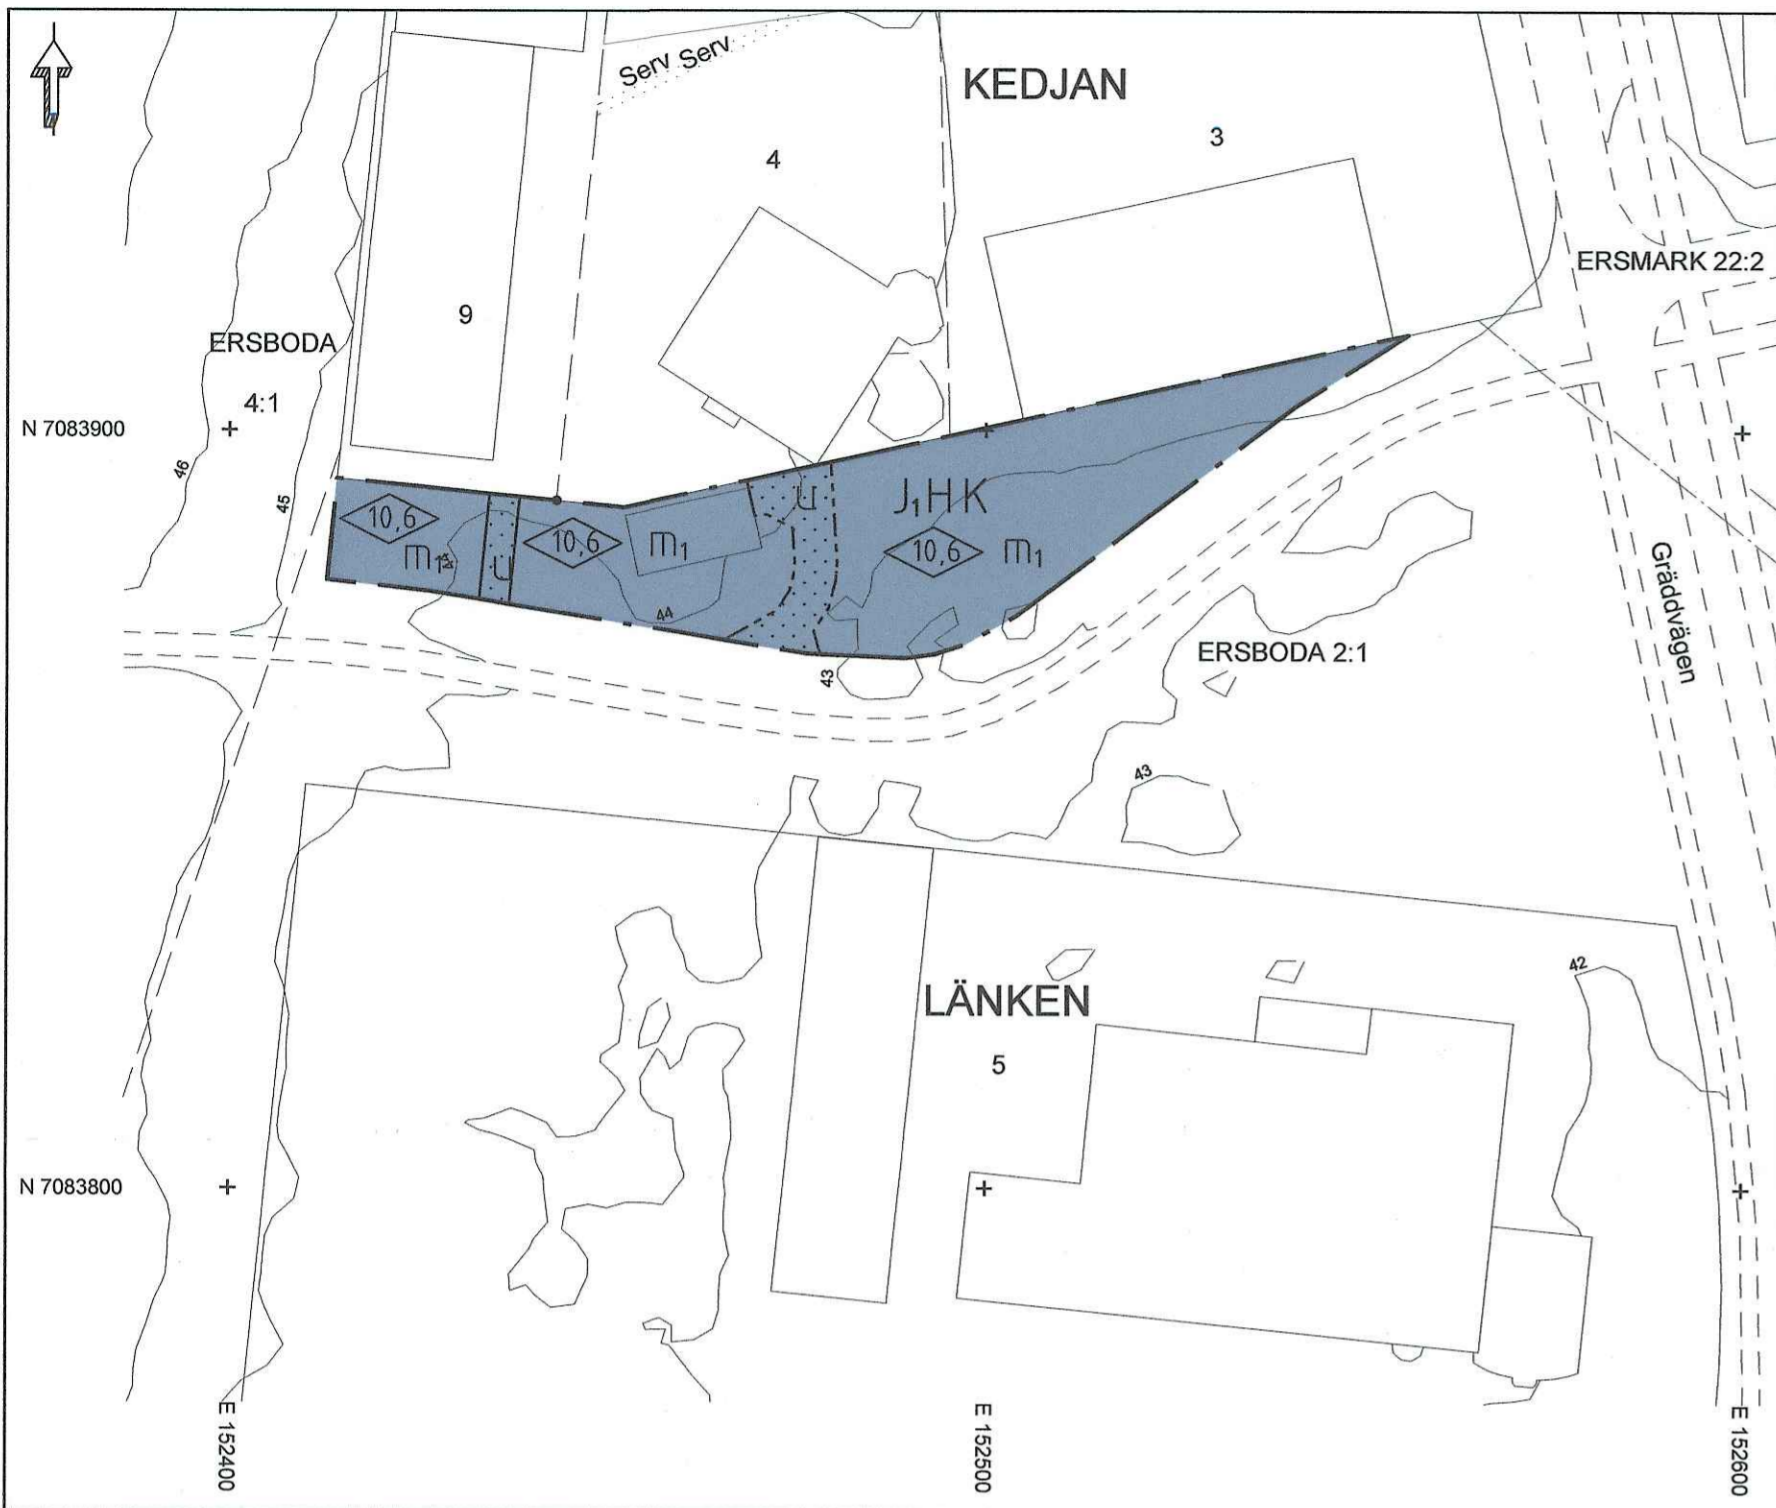 Serv Serv
KEDJAN
3
4
ERSMARK 22:2
9
ERSBODA
4:1
N 7083900
46
45
u
J₁HK
10,6
m₁
44
u
10,6
m₁
10,6
m₁
44
43
ERSBODA 2:1
Gräddvägen
43
42
LÄNKEN
5
N 7083800
E 152400
E 152500
E 152600